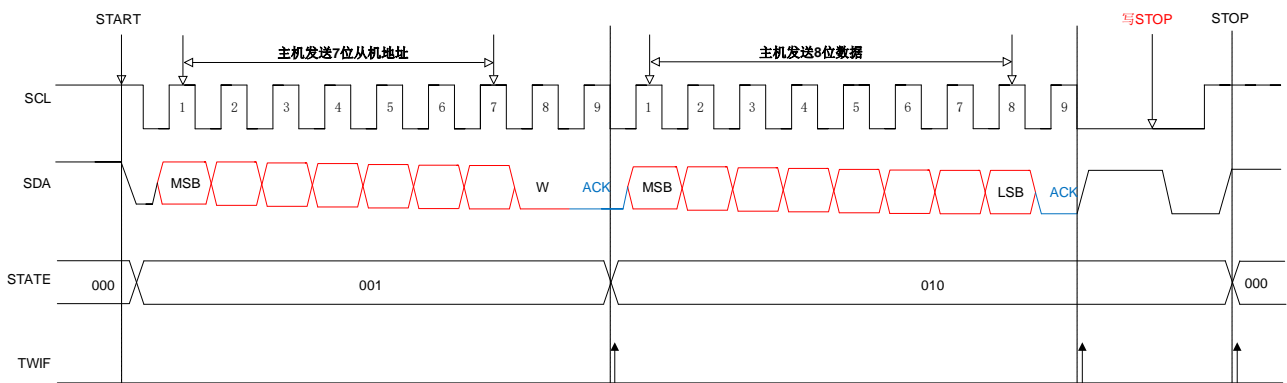 START
写STOP
STOP
主机发送7位从机地址
主机发送8位数据
SCL
1 2 3 4 5 6 7 8 9 1 2 3 4 5 6 7 8 9
SDA
MSB W ACK MSB LSB ACK
STATE
000 001 010 000
TWIF